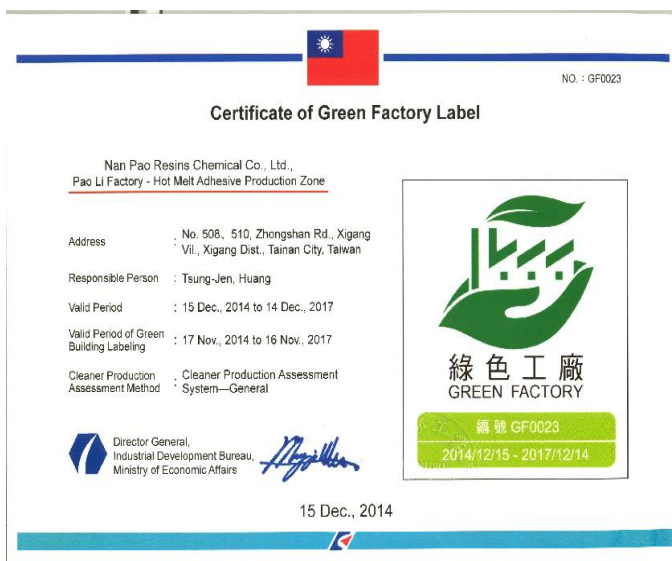 NO. : GF0023
Certificate of Green Factory Label
Nan Pao Resins Chemical Co., Ltd.,
Pao Li Factory - Hot Melt Adhesive Production Zone
Address : No. 508、510, Zhongshan Rd., Xigang
Vil., Xigang Dist., Tainan City, Taiwan
Responsible Person : Tsung-Jen, Huang
Valid Period : 15 Dec., 2014 to 14 Dec., 2017
Valid Period of Green
Building Labeling : 17 Nov., 2014 to 16 Nov., 2017
Cleaner Production
Assessment Method : Cleaner Production Assessment
System—General
Director General,
Industrial Development Bureau,
Ministry of Economic Affairs
15 Dec., 2014
綠色工廠
GREEN FACTORY
編號 GF0023
2014/12/15 - 2017/12/14